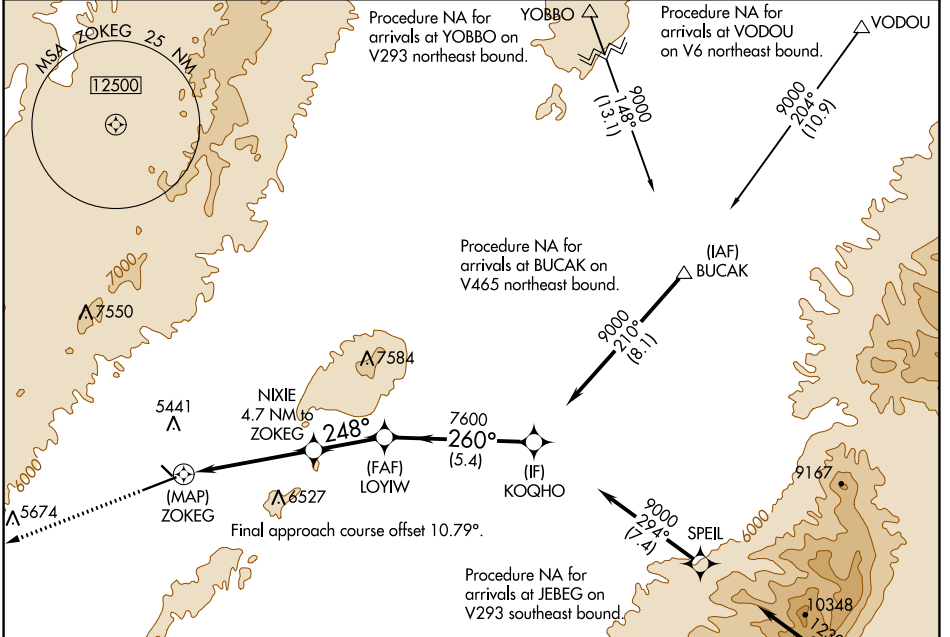 MSA ZOKEG 25 NM
12500
Procedure NA for
arrivals at YOBBO on
V293 northeast bound.
YOBBO
Procedure NA for
arrivals at VODOU
on V6 northeast bound.
VODOU
9000
148°
(13.1)
9000
204°
(10.9)
Procedure NA for
arrivals at BUCAK on
V465 northeast bound.
(IAF)
BUCAK
9000
210°
(8.1)
7000
7550
7584
5441
NIXIE
4.7 NM to
ZOKEG
248°
7600
260°
(5.4)
(FAF)
LOYIW
(IF)
KOQHO
6000
5674
(MAP)
ZOKEG
6527
Final approach course offset 10.79°.
9000
294°
(7.4)
SPEIL
6000
9167
Procedure NA for
arrivals at JEBEG on
V293 southeast bound.
10348